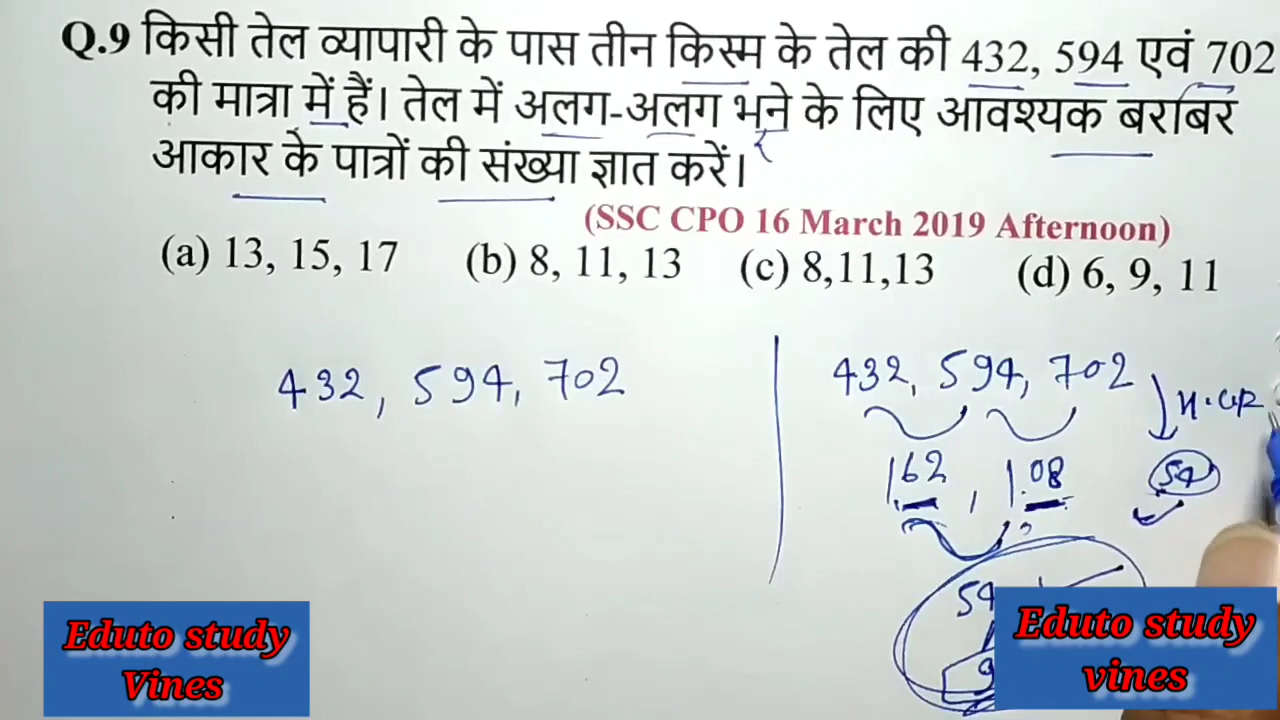 Q.9 किसी तेल व्यापारी के पास तीन किस्म के तेल की 432, 594 एवं 702
की मात्रा में हैं। तेल में अलग-अलग भने के लिए आवश्यक बराबर
आकार के पात्रों की संख्या ज्ञात करें।
(SSC CPO 16 March 2019 Afternoon)
(a) 13, 15, 17 (b) 8, 11, 13 (c) 8,11,13 (d) 6, 9, 11
432, 594, 702
432, 594, 702
162, 108
54
54
Eduto study
Vines
Eduto study
vines